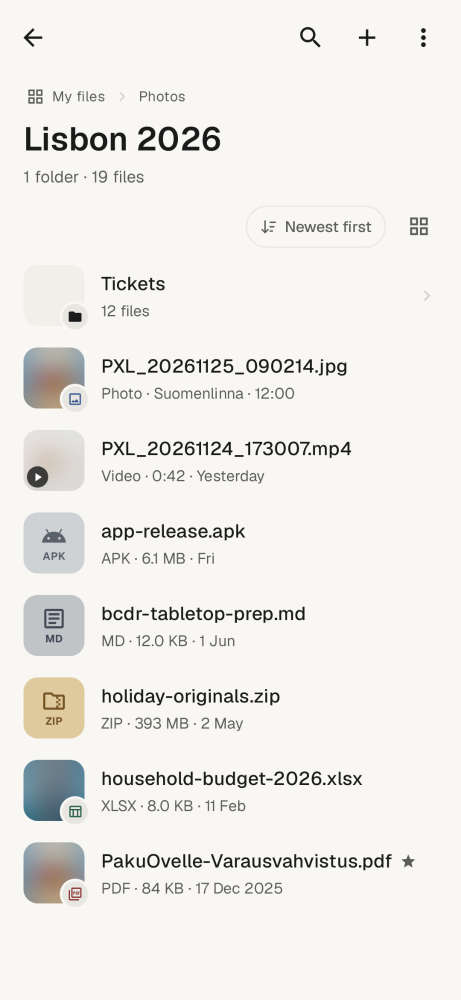 My files
Photos
Lisbon 2026
1 folder · 19 files
Newest first
Tickets
12 files
PXL_20261125_090214.jpg
Photo · Suomenlinna · 12:00
PXL_20261124_173007.mp4
Video · 0:42 · Yesterday
APK
app-release.apk
APK · 6.1 MB · Fri
MD
bcdr-tabletop-prep.md
MD · 12.0 KB · 1 Jun
ZIP
holiday-originals.zip
ZIP · 393 MB · 2 May
household-budget-2026.xlsx
XLSX · 8.0 KB · 11 Feb
PakuOvelle-Varausvahvistus.pdf
PDF · 84 KB · 17 Dec 2025